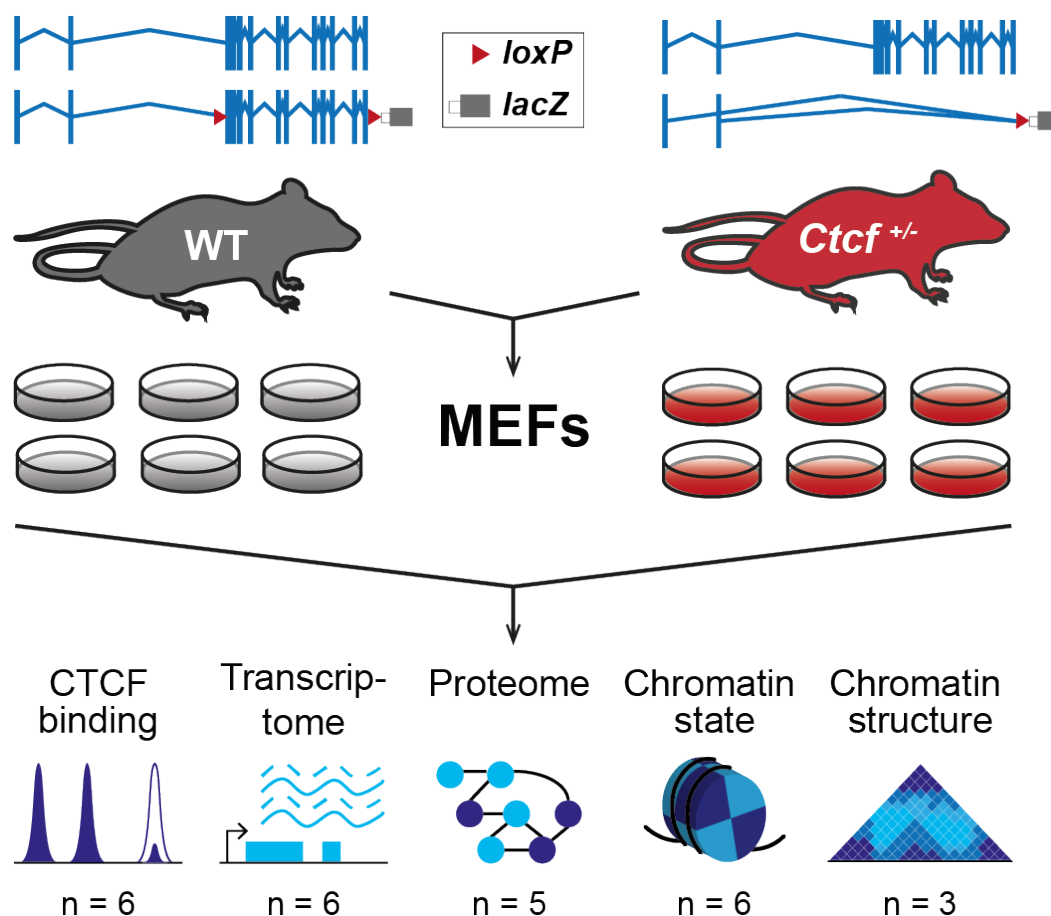 loxP
lacZ
WT
Ctcf +/-
MEFs
CTCF
binding
Transcrip-
tome
Proteome
Chromatin
state
Chromatin
structure
n = 6
n = 6
n = 5
n = 6
n = 3